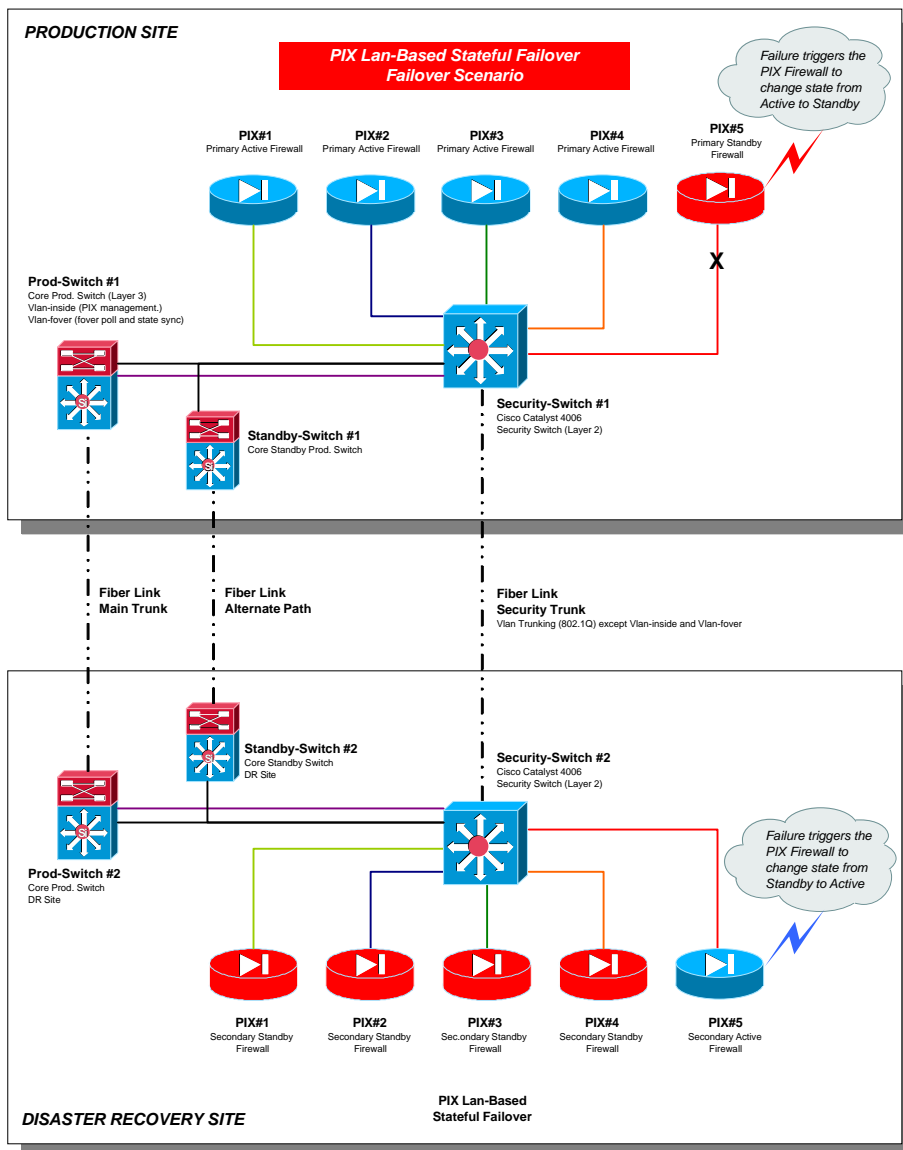 PRODUCTION SITE
PIX Lan-Based Stateful Failover
Failover Scenario
Failure triggers the
PIX Firewall to
change state from
Active to Standby
PIX#1
Primary Active Firewall
PIX#2
Primary Active Firewall
PIX#3
Primary Active Firewall
PIX#4
Primary Active Firewall
PIX#5
Primary Standby
Firewall
X
Prod-Switch #1
Core Prod. Switch (Layer 3)
Vlan-inside (PIX management.)
Vlan-fover (fover poll and state sync)
Si
Standby-Switch #1
Core Standby Prod. Switch
Si
Security-Switch #1
Cisco Catalyst 4006
Security Switch (Layer 2)
Fiber Link
Main Trunk
Fiber Link
Alternate Path
Fiber Link
Security Trunk
Vlan Trunking (802.1Q) except Vlan-inside and Vlan-fover
Si
Standby-Switch #2
Core Standby Switch
DR Site
Security-Switch #2
Cisco Catalyst 4006
Security Switch (Layer 2)
Si
Prod-Switch #2
Core Prod. Switch
DR Site
Failure triggers the
PIX Firewall to
change state from
Standby to Active
PIX#1
Secondary Standby
Firewall
PIX#2
Secondary Standby
Firewall
PIX#3
Sec.ondary Standby
Firewall
PIX#4
Secondary Standby
Firewall
PIX#5
Secondary Active
Firewall
PIX Lan-Based
Stateful Failover
DISASTER RECOVERY SITE